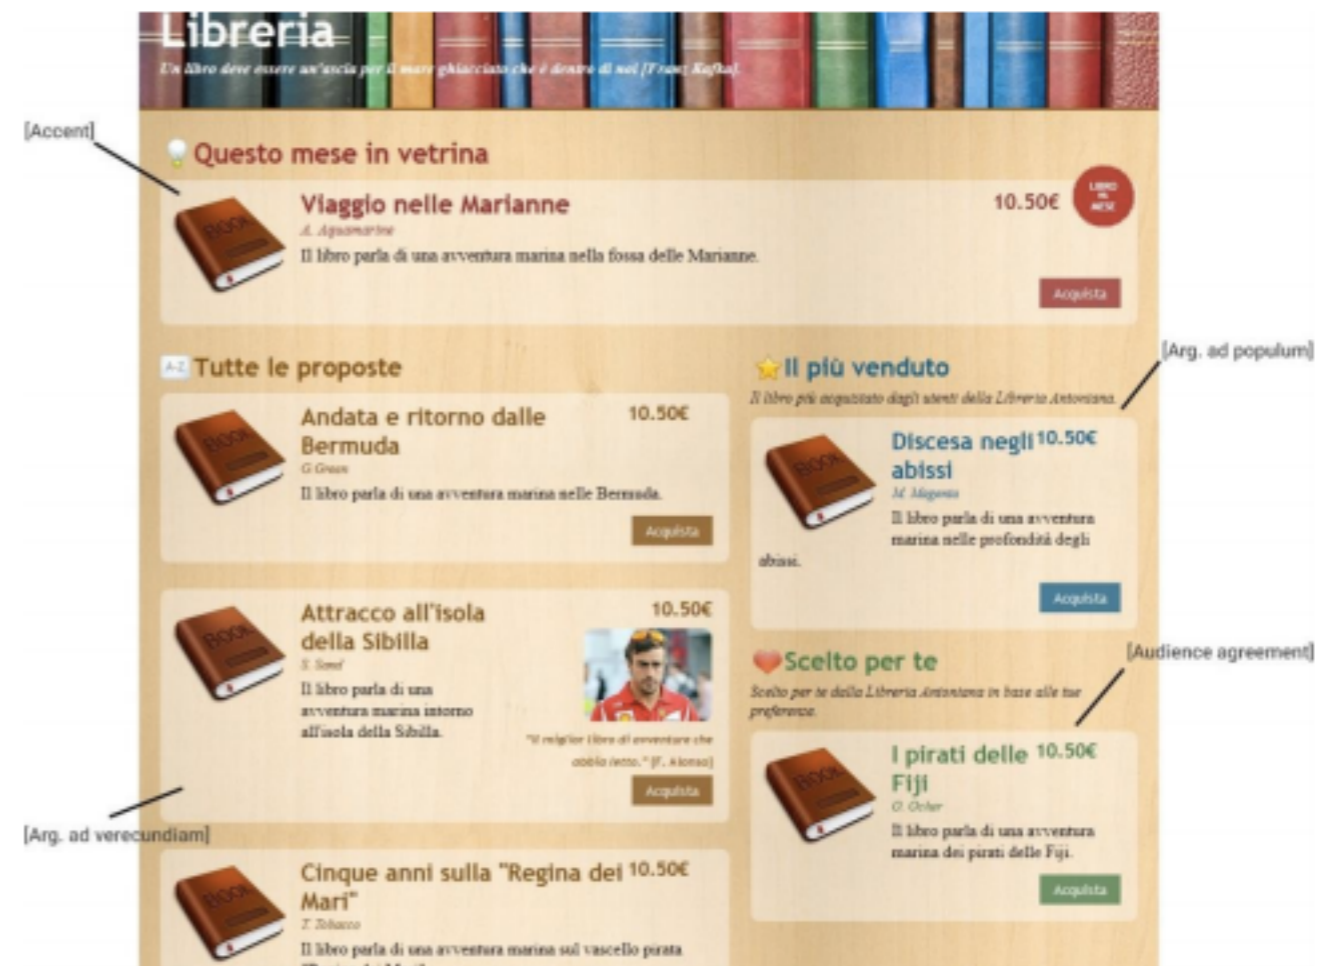 Libreria
Un libro deve essere un'ascia per il mare ghiacciato che è dentro di noi [Franz Kafka].
[Accent]
Questo mese in vetrina
Viaggio nelle Marianne
10.50€
LIBRO
DEL
MESE
A. Aquamarine
Il libro parla di una avventura marina nella fossa delle Marianne.
Acquista
A-Z
Tutte le proposte
Andata e ritorno dalle
Bermuda
10.50€
G Green
Il libro parla di una avventura marina nelle Bermuda.
Acquista
Attracco all'isola
della Sibilla
10.50€
S. Sand
Il libro parla di una
avventura marina intorno
all'isola della Sibilla.
"Il miglior libro di avventure che
abbia letto." [F. Alonso]
Acquista
[Arg. ad verecundiam]
Cinque anni sulla "Regina dei
Mari"
10.50€
T. Tobacco
Il libro parla di una avventura marina sul vascello pirata
[Arg. ad populum]
Il più venduto
Il libro più acquistato dagli utenti della Libreria Antoniana.
Discesa negli
abissi
10.50€
M. Magenta
Il libro parla di una avventura
marina nelle profondità degli
abissi.
Acquista
[Audience agreement]
Scelto per te
Scelto per te dalla Libreria Antoniana in base alle tue
preferenze.
I pirati delle
Fiji
10.50€
O. Ocher
Il libro parla di una avventura
marina dei pirati delle Fiji.
Acquista
BOOK
BOOK
BOOK
BOOK
BOOK
BOOK